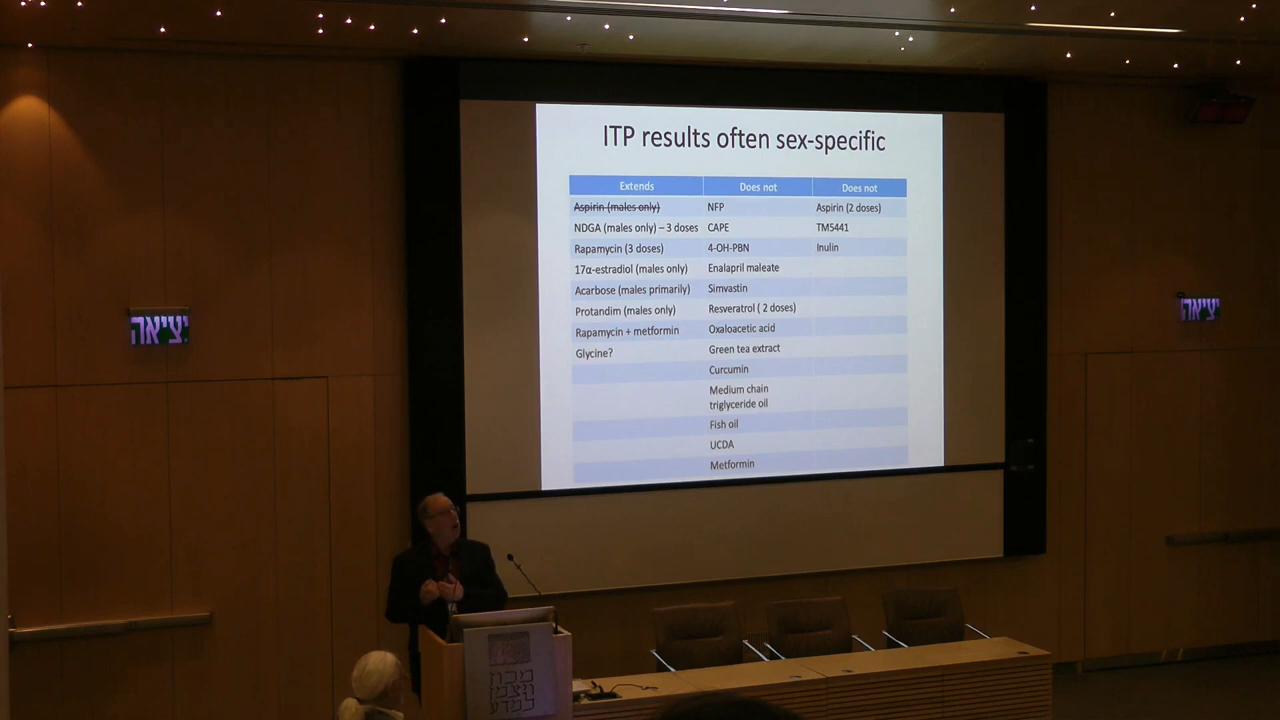 ITP results often sex-specific
Extends Does not Does not
Aspirin (males only) NFP Aspirin (2 doses)
NDGA (males only) – 3 doses CAPE TM5441
Rapamycin (3 doses) 4-OH-PBN Inulin
17α-estradiol (males only) Enalapril maleate
Acarbose (males primarily) Simvastin
Protandim (males only) Resveratrol ( 2 doses)
Rapamycin + metformin Oxaloacetic acid
Glycine? Green tea extract
Curcumin
Medium chain
triglyceride oil
Fish oil
UCDA
Metformin
יציאה
יציאה
מכון
ויצמן
למדע